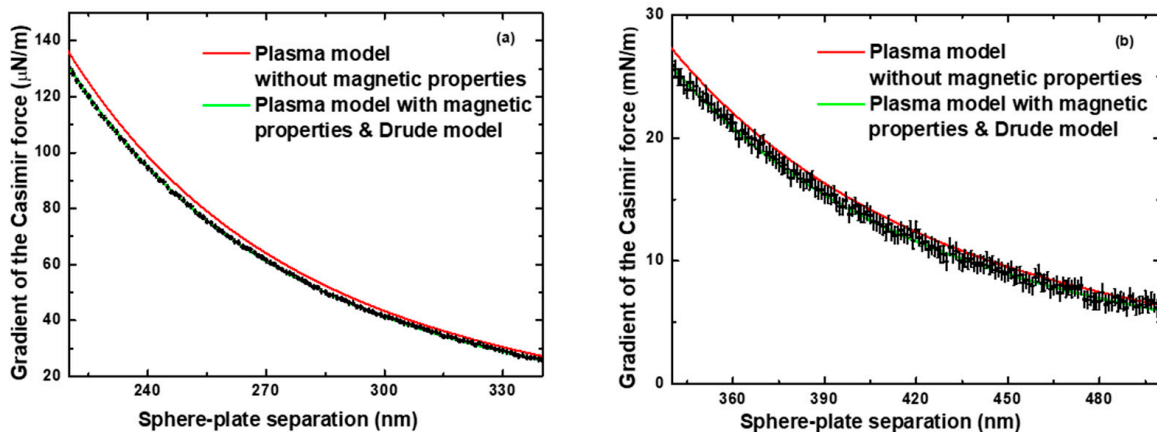 (a)
Plasma model
without magnetic properties
Plasma model with magnetic
properties & Drude model
Gradient of the Casimir force (μN/m)
140
120
100
80
60
40
20
240
270
300
330
Sphere-plate separation (nm)
(b)
Plasma model
without magnetic properties
Plasma model with magnetic
properties & Drude model
Gradient of the Casimir force (mN/m)
30
20
10
0
360
390
420
450
480
Sphere-plate separation (nm)